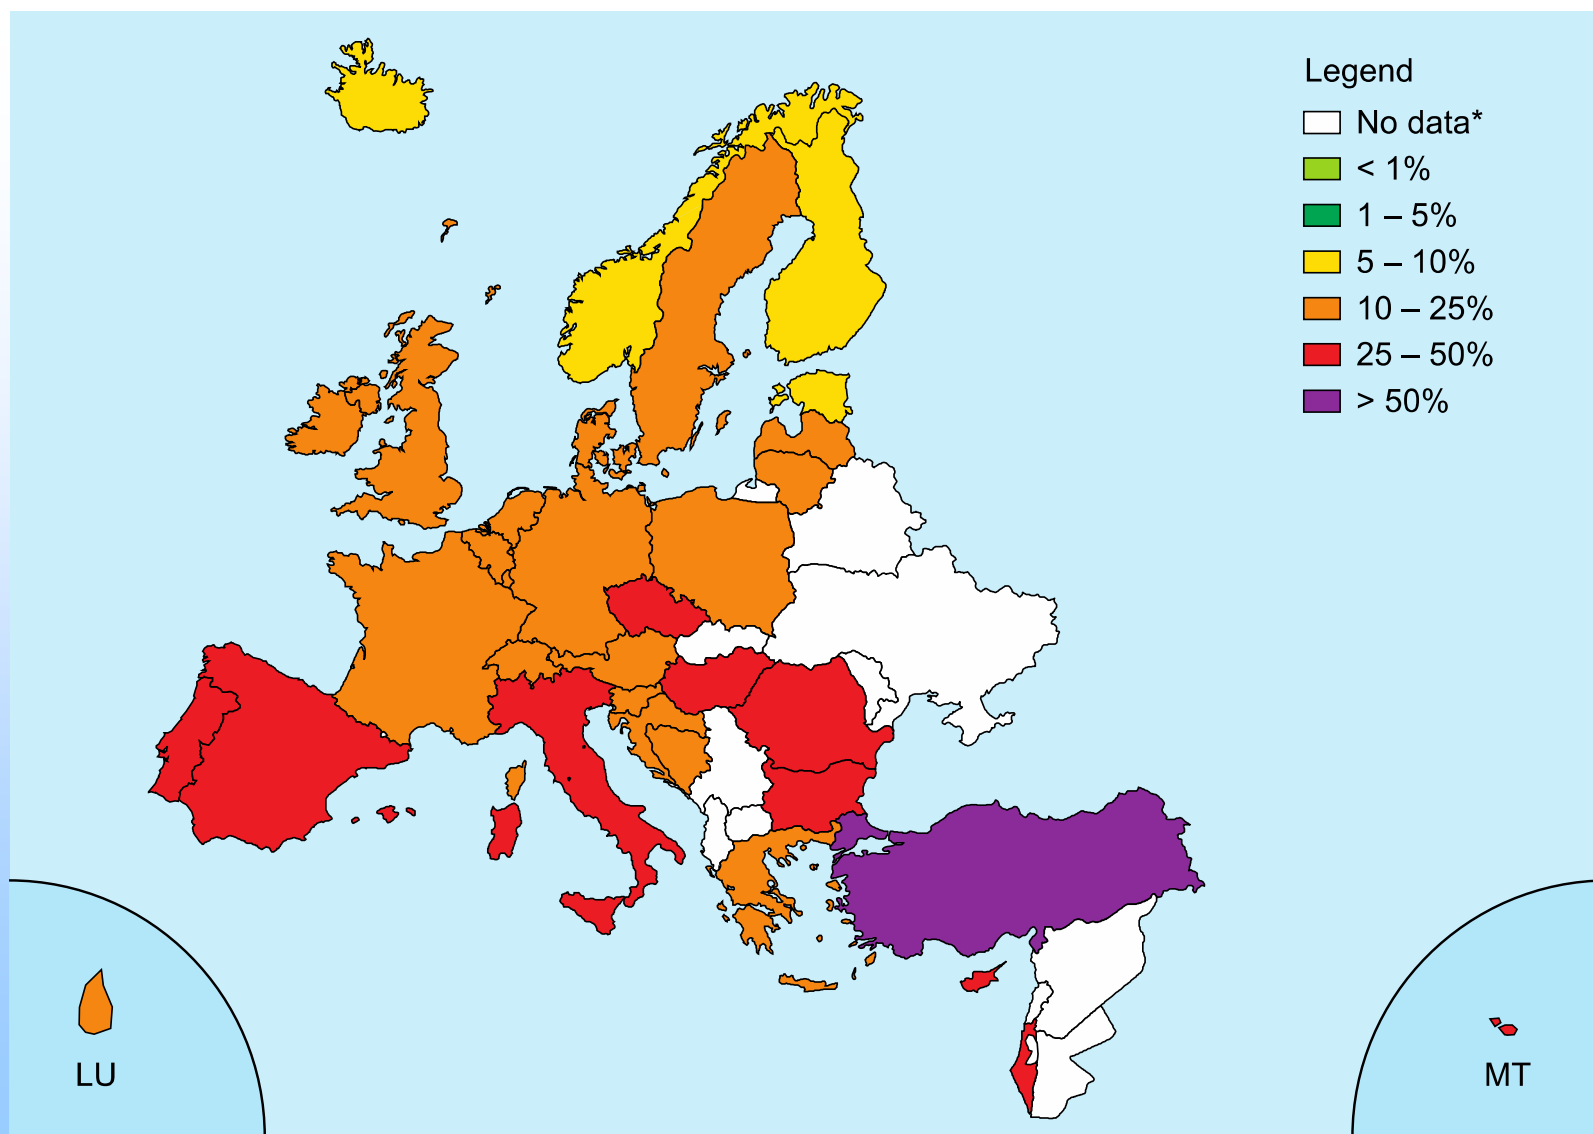 Legend
No data*
< 1%
1 – 5%
5 – 10%
10 – 25%
25 – 50%
> 50%
LU
MT